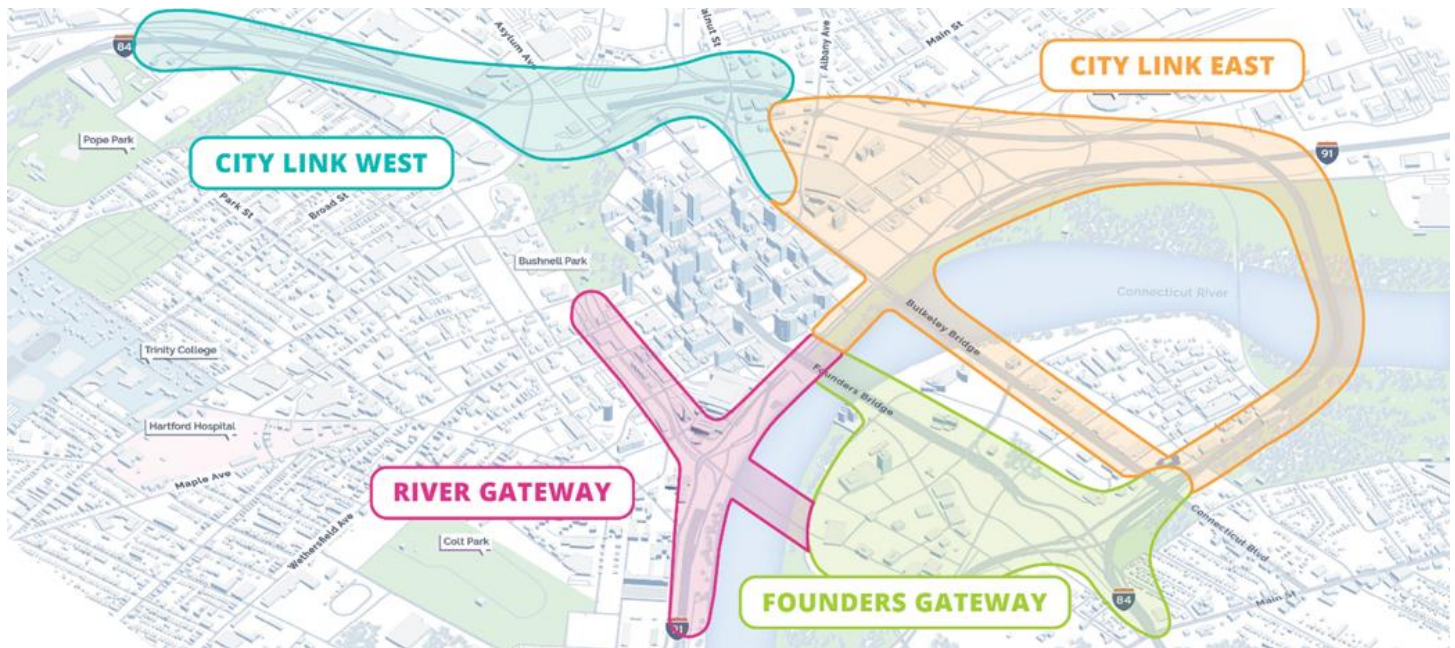 84
Asylum Ave
Albany Ave
Main St
CITY LINK EAST
Pope Park
CITY LINK WEST
91
Park St
Broad St
Bushnell Park
Connecticut River
Bulkeley Bridge
Trinity College
Founders Bridge
Hartford Hospital
Maple Ave
RIVER GATEWAY
Wethersfield Ave
Connecticut Blvd
Colt Park
FOUNDERS GATEWAY
84
Main St